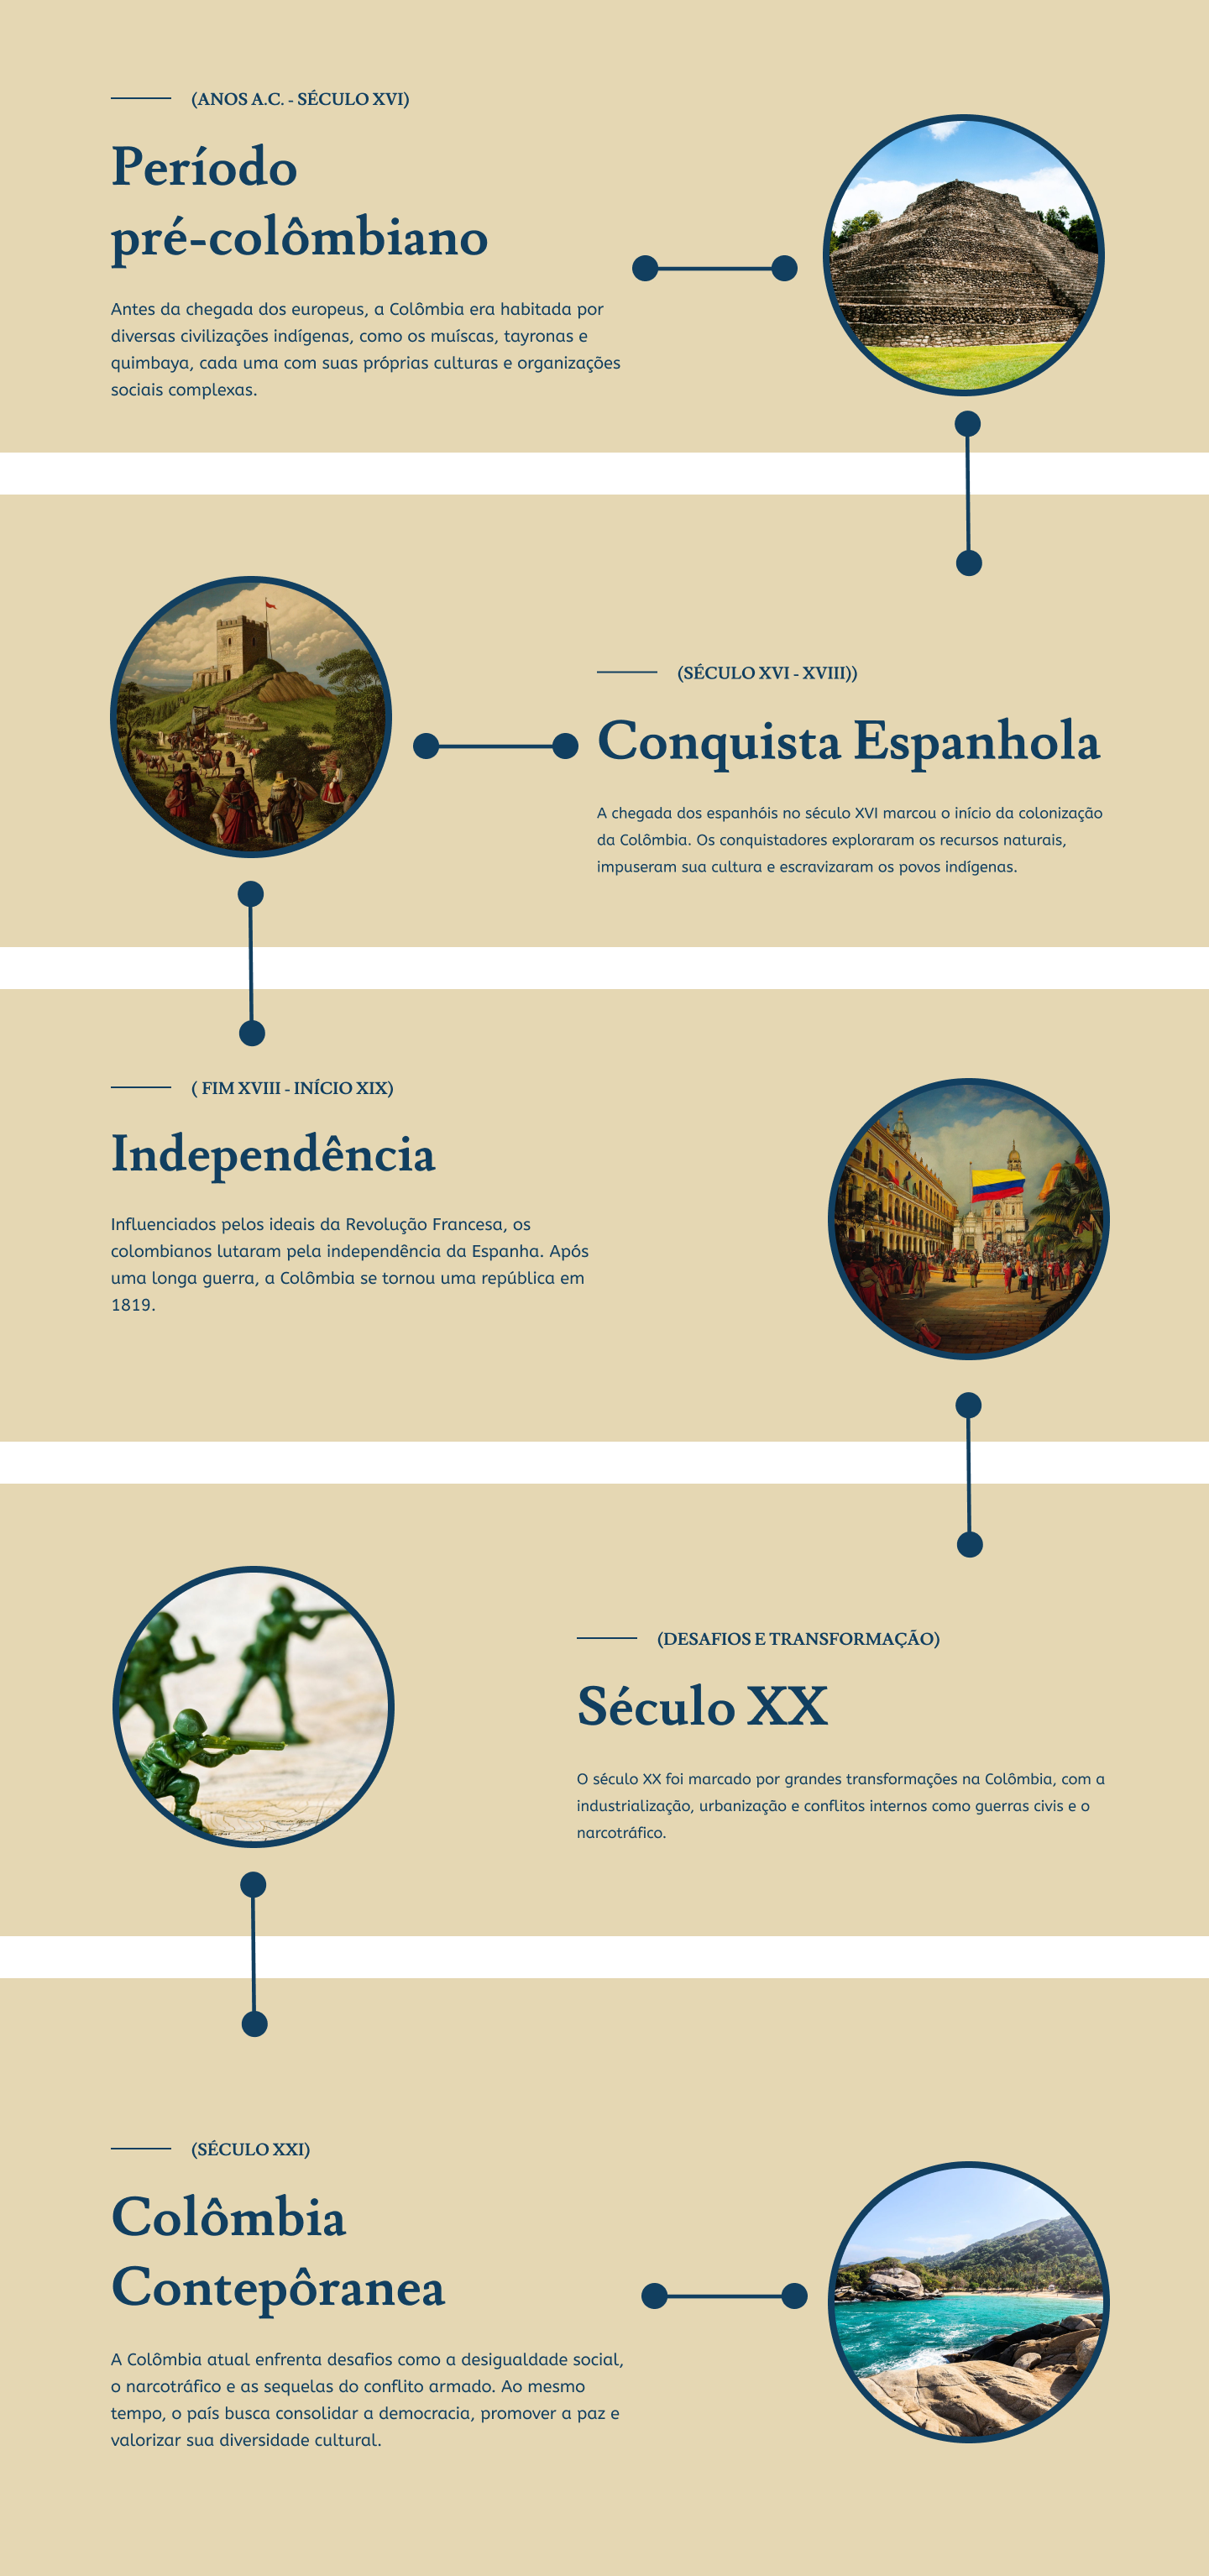 (ANOS A.C. - SÉCULO XVI)
Período
pré-colômbiano
Antes da chegada dos europeus, a Colômbia era habitada por
diversas civilizações indígenas, como os muíscas, tayronas e
quimbaya, cada uma com suas próprias culturas e organizações
sociais complexas.
(SÉCULO XVI - XVIII))
Conquista Espanhola
A chegada dos espanhóis no século XVI marcou o início da colonização
da Colômbia. Os conquistadores exploraram os recursos naturais,
impuseram sua cultura e escravizaram os povos indígenas.
( FIM XVIII - INÍCIO XIX)
Independência
Influenciados pelos ideais da Revolução Francesa, os
colombianos lutaram pela independência da Espanha. Após
uma longa guerra, a Colômbia se tornou uma república em
1819.
(DESAFIOS E TRANSFORMAÇÃO)
Século XX
O século XX foi marcado por grandes transformações na Colômbia, com a
industrialização, urbanização e conflitos internos como guerras civis e o
narcotráfico.
(SÉCULO XXI)
Colômbia
Contepôranea
A Colômbia atual enfrenta desafios como a desigualdade social,
o narcotráfico e as sequelas do conflito armado. Ao mesmo
tempo, o país busca consolidar a democracia, promover a paz e
valorizar sua diversidade cultural.